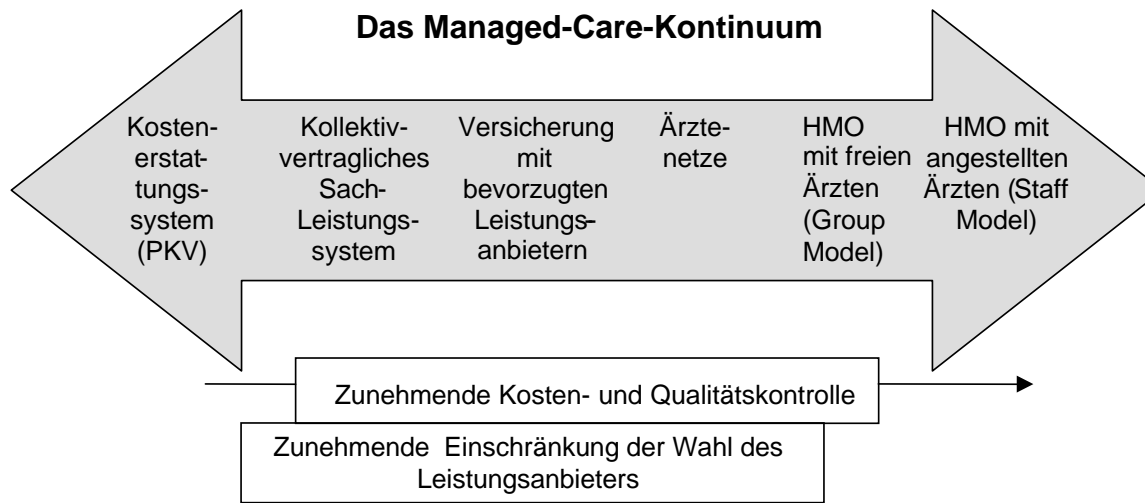 Das Managed-Care-Kontinuum
Kosten-
erstat-
tungs-
system
(PKV)
Kollektiv-
vertragliches
Sach-
Leistungs-
system
Versicherung
mit
bevorzugten
Leistungs-
anbietern
Ärzte-
netze
HMO
mit freien
Ärzten
(Group
Model)
HMO mit
angestellten
Ärzten (Staff
Model)
Zunehmende Kosten- und Qualitätskontrolle
Zunehmende Einschränkung der Wahl des
Leistungsanbieters